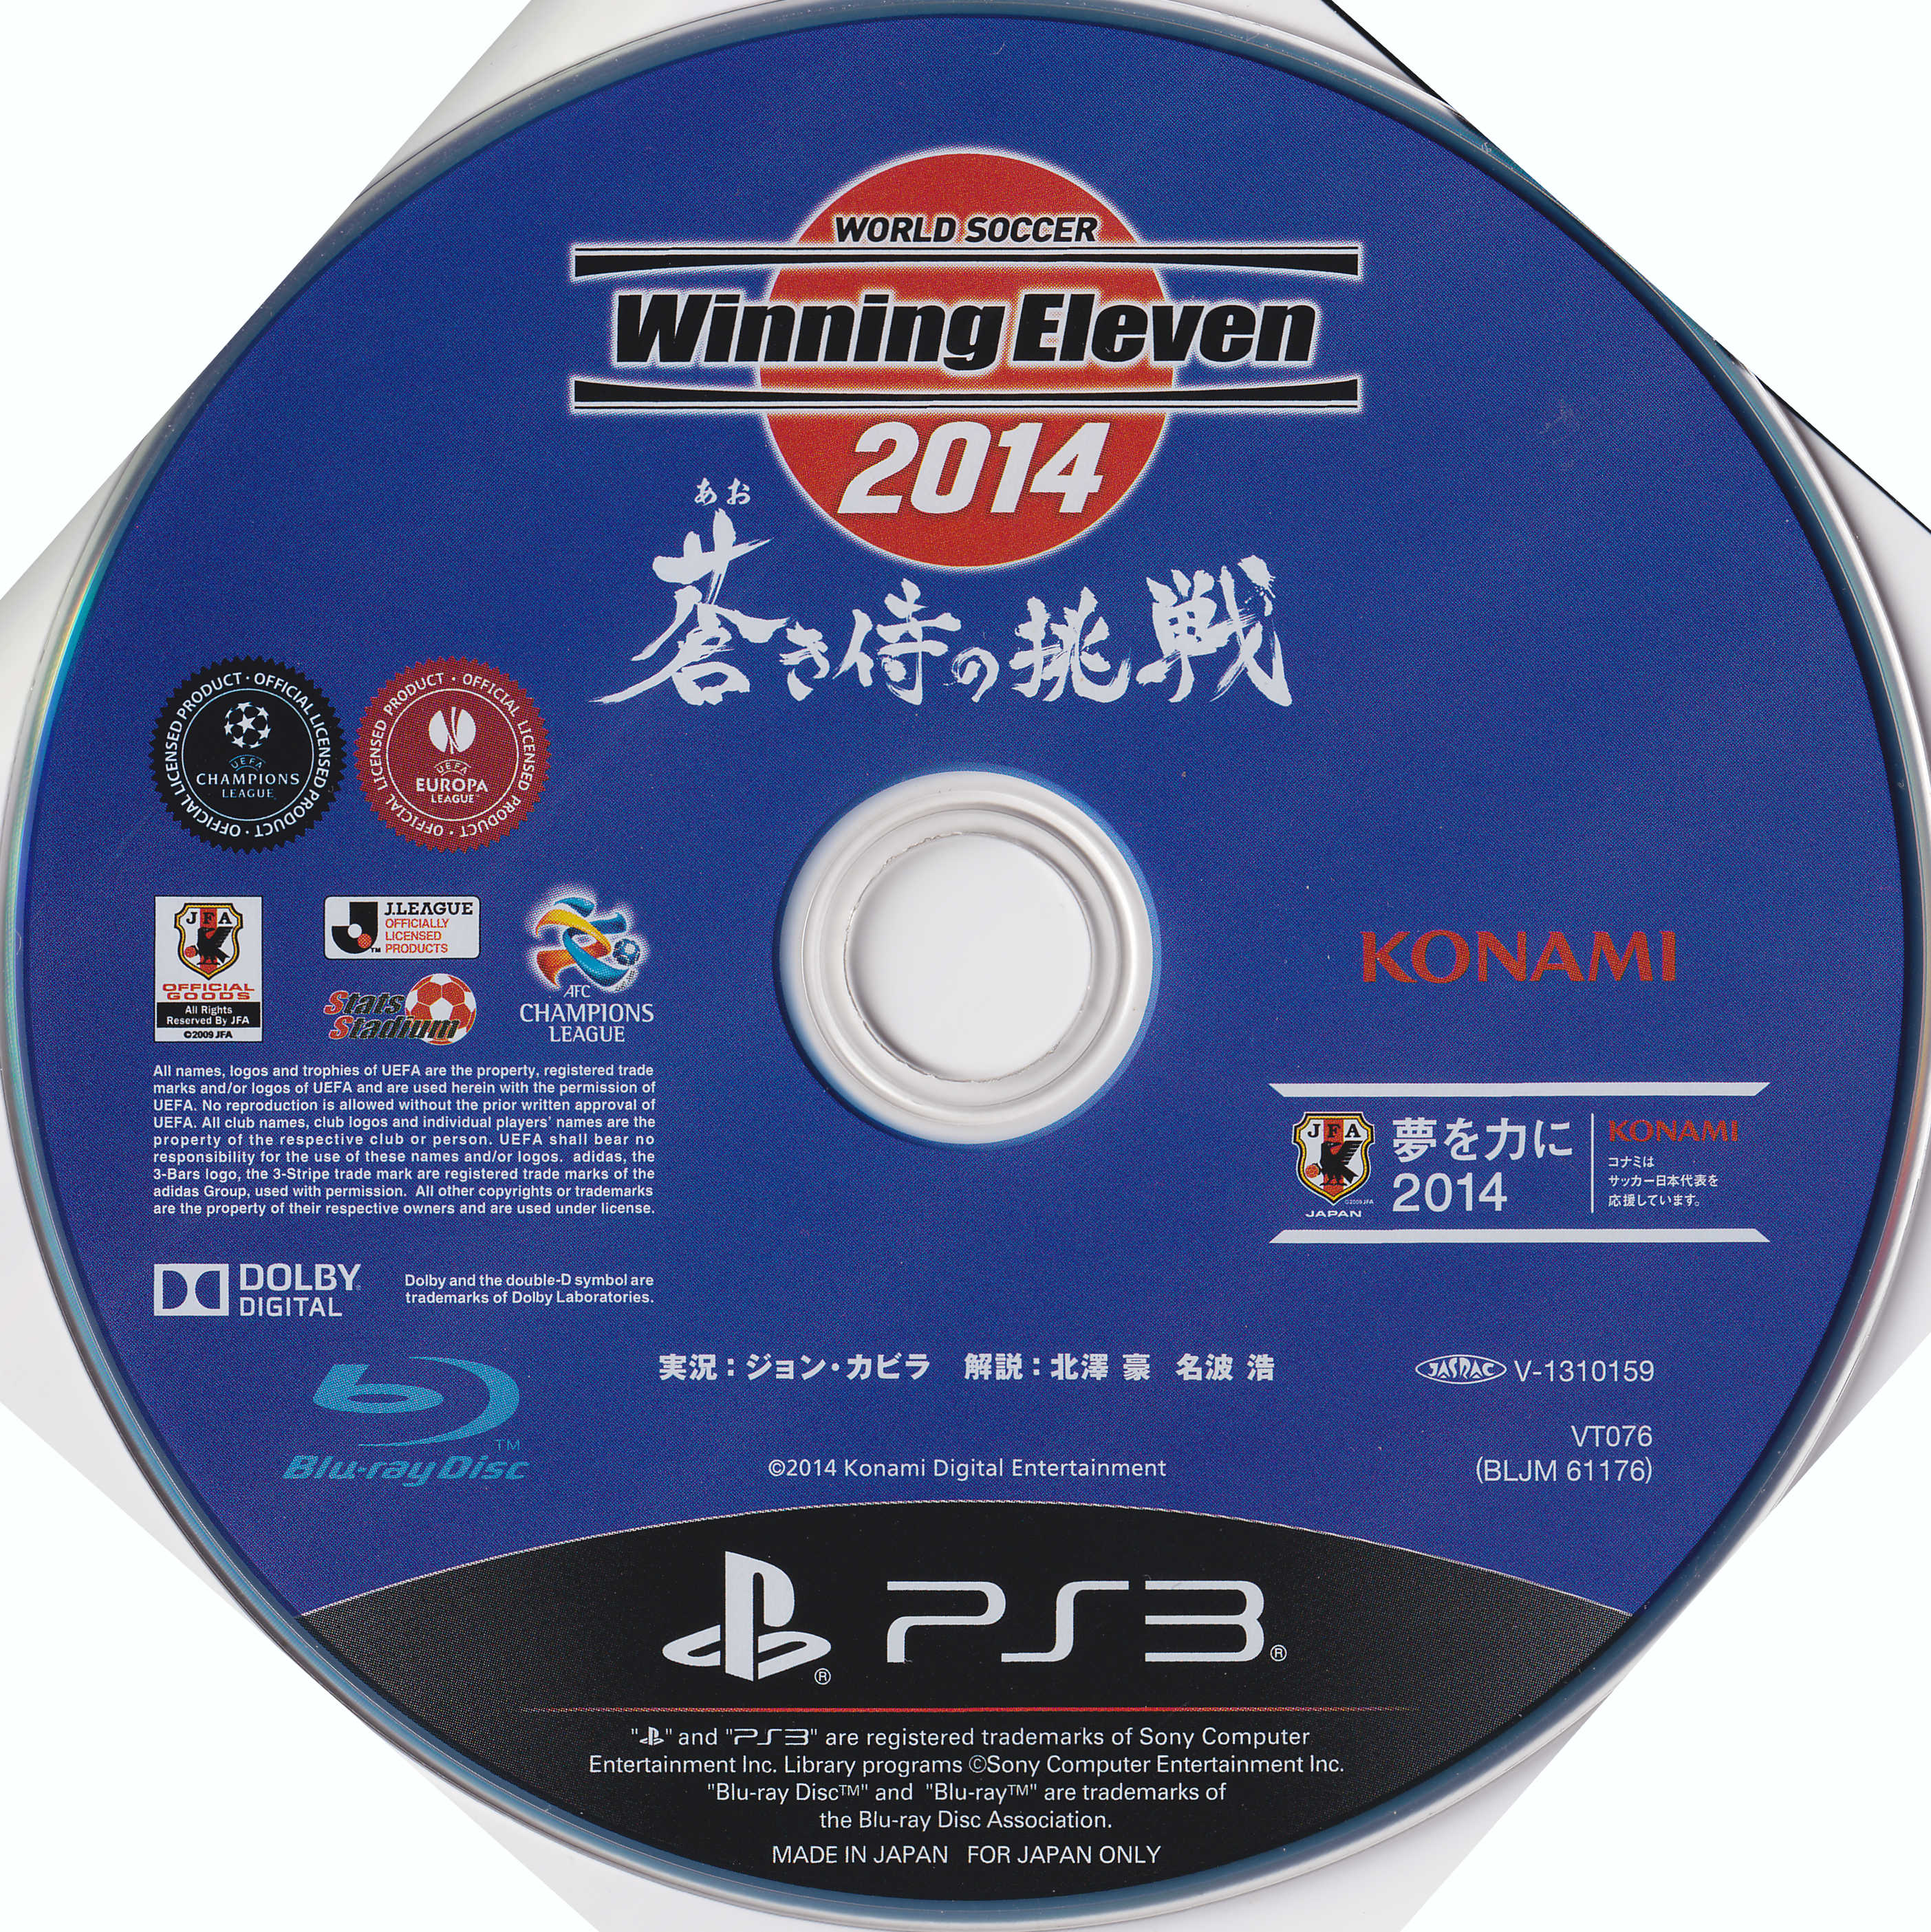 WORLD SOCCER
Winning Eleven
2014
あお
蒼き侍の挑戦
OFFICIAL LICENSED PRODUCT · OFFICIAL LICENSED PRODUCT ·
UEFA
CHAMPIONS
LEAGUE
OFFICIAL LICENSED PRODUCT · OFFICIAL LICENSED PRODUCT ·
UEFA
EUROPA
LEAGUE™
JFA
OFFICIAL
GOODS
All Rights
Reserved By JFA
©2009 JFA
J.LEAGUE
OFFICIALLY
LICENSED
PRODUCTS
™
Stats
Stadium
AFC
CHAMPIONS
LEAGUE
KONAMI
All names, logos and trophies of UEFA are the property, registered trade
marks and/or logos of UEFA and are used herein with the permission of
UEFA. No reproduction is allowed without the prior written approval of
UEFA. All club names, club logos and individual players' names are the
property of the respective club or person. UEFA shall bear no
responsibility for the use of these names and/or logos. adidas, the
3-Bars logo, the 3-Stripe trade mark are registered trade marks of the
adidas Group, used with permission. All other copyrights or trademarks
are the property of their respective owners and are used under license.
JFA
©2009 JFA
JAPAN
夢を力に
2014
KONAMI
コナミは
サッカー日本代表を
応援しています。
DOLBY®
DIGITAL
Dolby and the double-D symbol are
trademarks of Dolby Laboratories.
Blu-ray Disc™
実況：ジョン・カビラ 解説：北澤 豪 名波 浩
JASRAC V-1310159
VT076
(BLJM 61176)
©2014 Konami Digital Entertainment
® PS3®
"PS" and "PS3" are registered trademarks of Sony Computer
Entertainment Inc. Library programs ©Sony Computer Entertainment Inc.
"Blu-ray Disc™" and "Blu-ray™" are trademarks of
the Blu-ray Disc Association.
MADE IN JAPAN FOR JAPAN ONLY